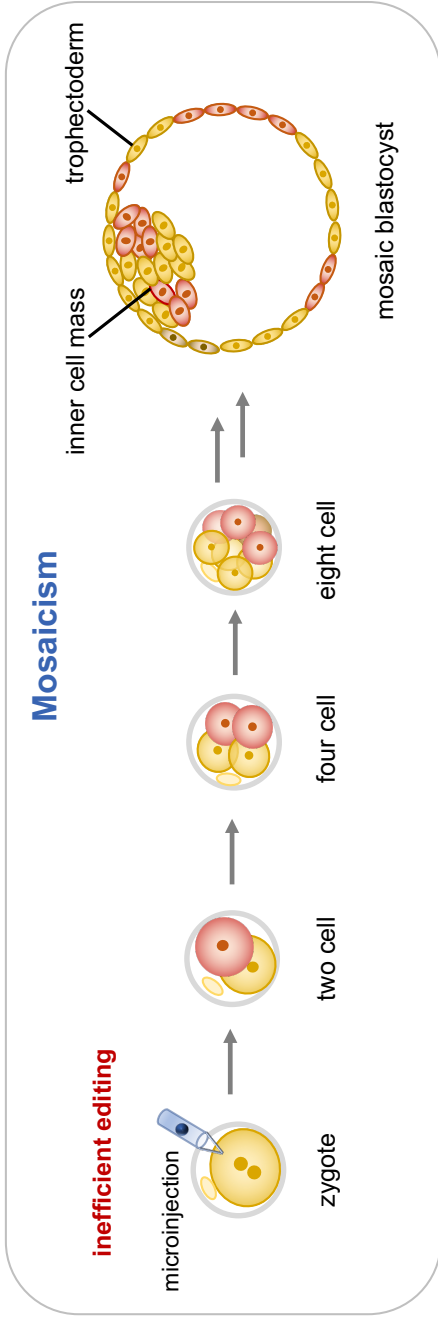 Mosaicism
inefficient editing
microinjection
inner cell mass
trophectoderm
zygote
two cell
four cell
eight cell
mosaic blastocyst